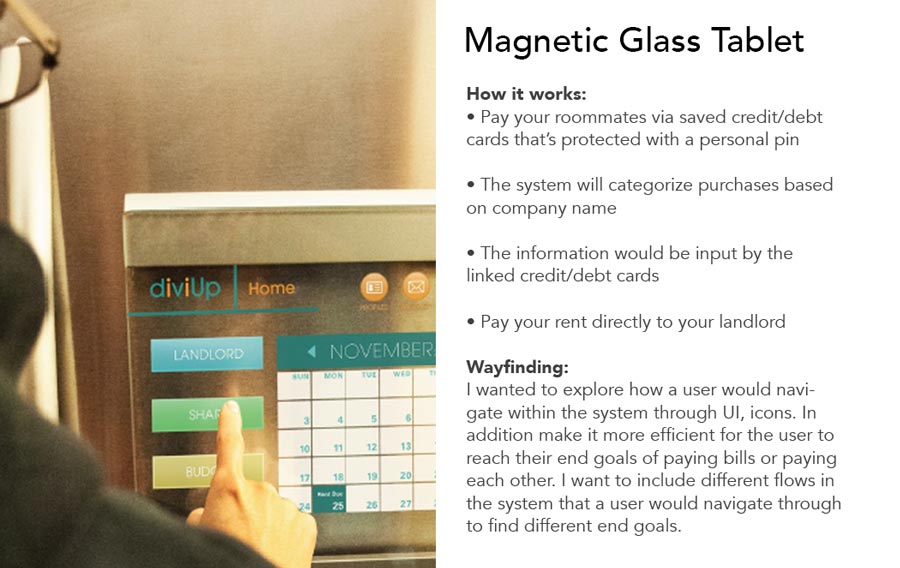 Magnetic Glass Tablet
How it works:
• Pay your roommates via saved credit/debt
cards that's protected with a personal pin
• The system will categorize purchases based
on company name
• The information would be input by the
linked credit/debt cards
• Pay your rent directly to your landlord
Wayfinding:
I wanted to explore how a user would navi-
gate within the system through UI, icons. In
addition make it more efficient for the user to
reach their end goals of paying bills or paying
each other. I want to include different flows in
the system that a user would navigate through
to find different end goals.
diviUp Home
PROFILES
LANDLORD
NOVEMBER
SUN MON TUE WED
3 4 5 6
10 11 12 13
17 18 19 20
Rent Due
24 25 26 27